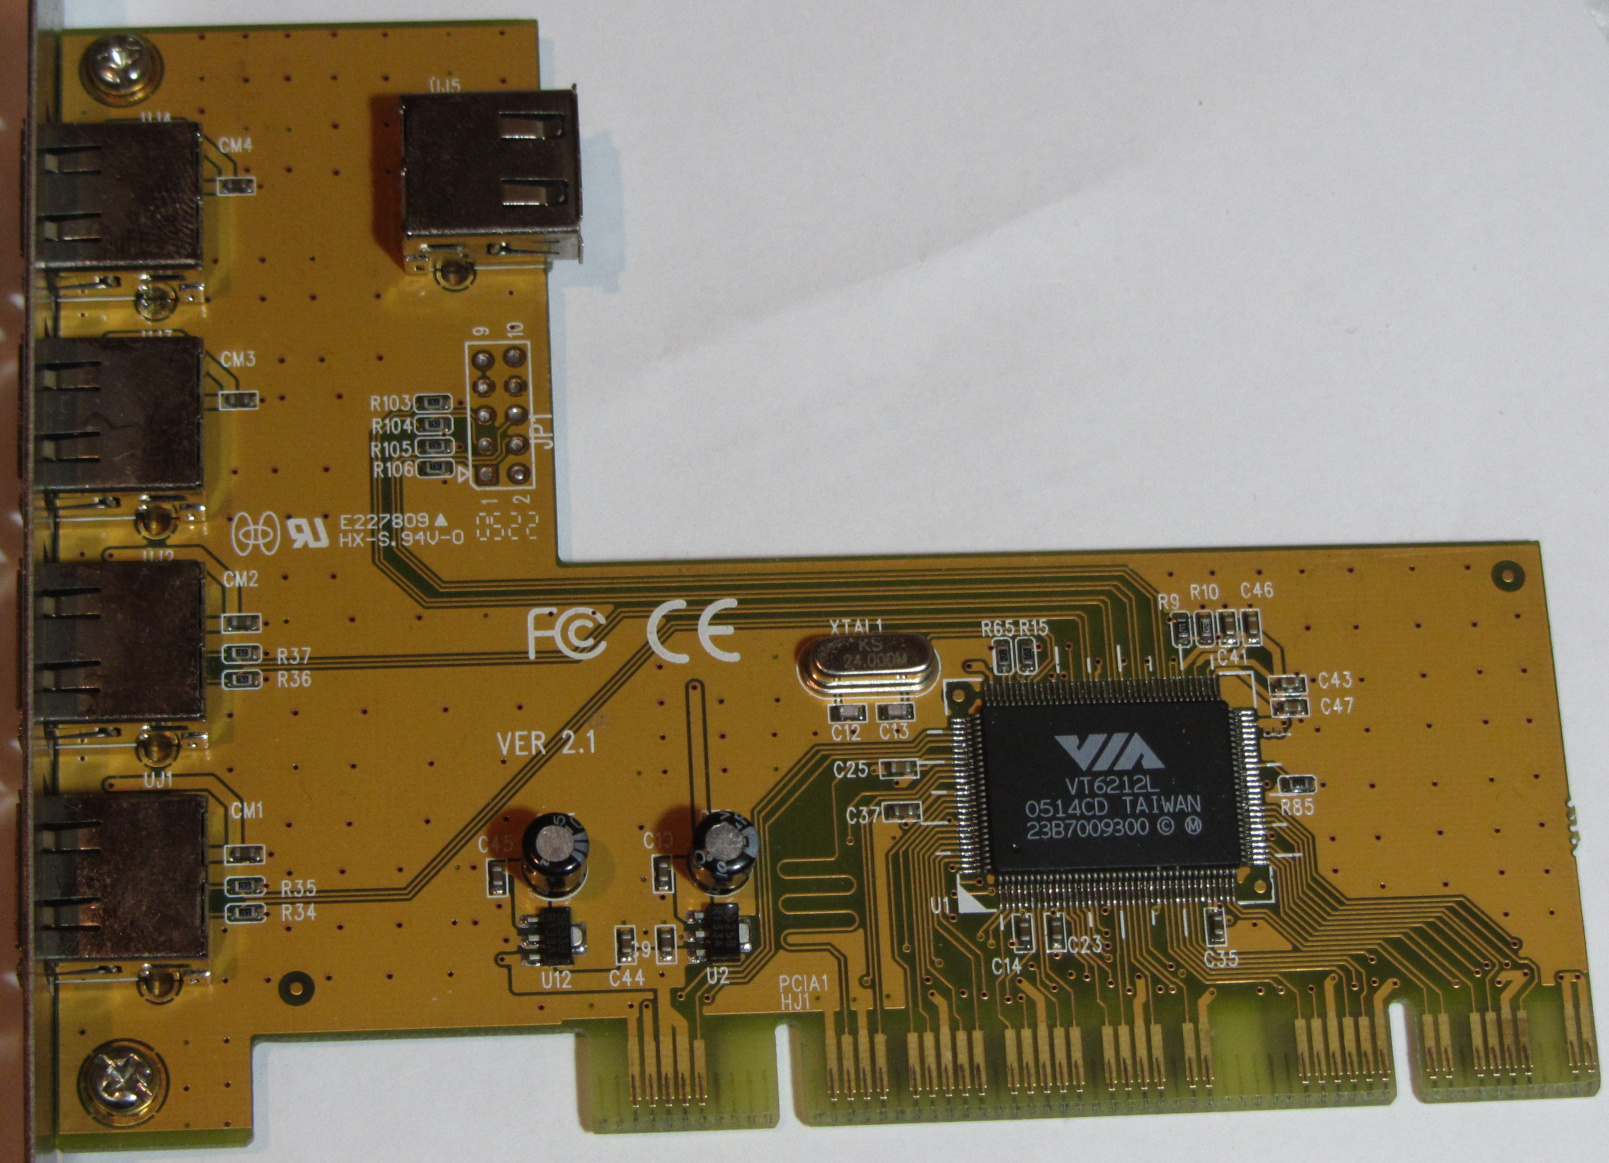 UJ5
UJ4
CM4
9
10
CM3
R103
R104
R105
R106
JP1
1
2
E227809
HX-S.94V-0
0522
UJ2
CM2
R37
R36
FC
CE
XTAL1
KS
24.000M
R65
R15
R9
R10
C46
C41
C43
C47
C12
C13
VER 2.1
C25
C37
VIA
VT6212L
0514CD TAIWAN
23B7009300 © Ⓜ
R85
UJ1
CM1
R35
R34
C45
U12
C44
C9
U2
PCIA1
HJ1
U1
C14
C23
C35